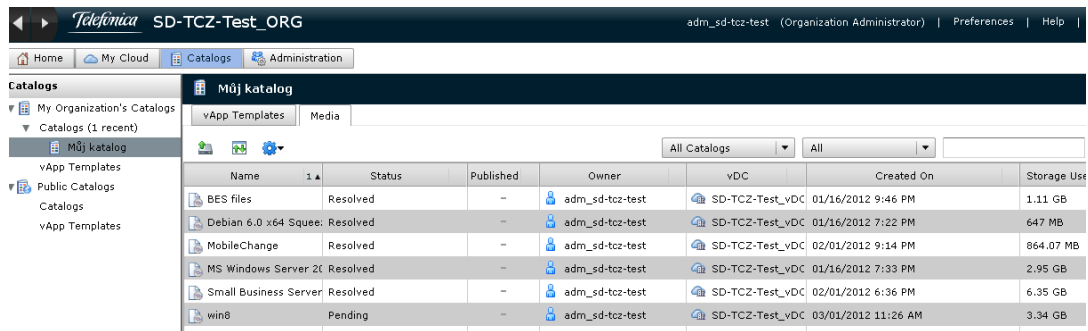 Telefónica SD-TCZ-Test_ORG adm_sd-tcz-test (Organization Administrator) | Preferences | Help |
Home My Cloud Catalogs Administration
Catalogs
My Organization's Catalogs
Catalogs (1 recent)
Můj katalog
vApp Templates
Public Catalogs
Catalogs
vApp Templates
Můj katalog
vApp Templates Media
All Catalogs All
Name 1 Status Published Owner vDC Created On Storage Use
BES files Resolved - adm_sd-tcz-test SD-TCZ-Test_vDC 01/16/2012 9:46 PM 1.11 GB
Debian 6.0 x64 Squee: Resolved - adm_sd-tcz-test SD-TCZ-Test_vDC 01/16/2012 7:22 PM 647 MB
MobileChange Resolved - adm_sd-tcz-test SD-TCZ-Test_vDC 02/01/2012 9:14 PM 864.07 MB
MS Windows Server 20 Resolved - adm_sd-tcz-test SD-TCZ-Test_vDC 01/16/2012 7:33 PM 2.95 GB
Small Business Server Resolved - adm_sd-tcz-test SD-TCZ-Test_vDC 02/01/2012 6:36 PM 6.35 GB
win8 Pending - adm_sd-tcz-test SD-TCZ-Test_vDC 03/01/2012 11:26 AM 3.34 GB